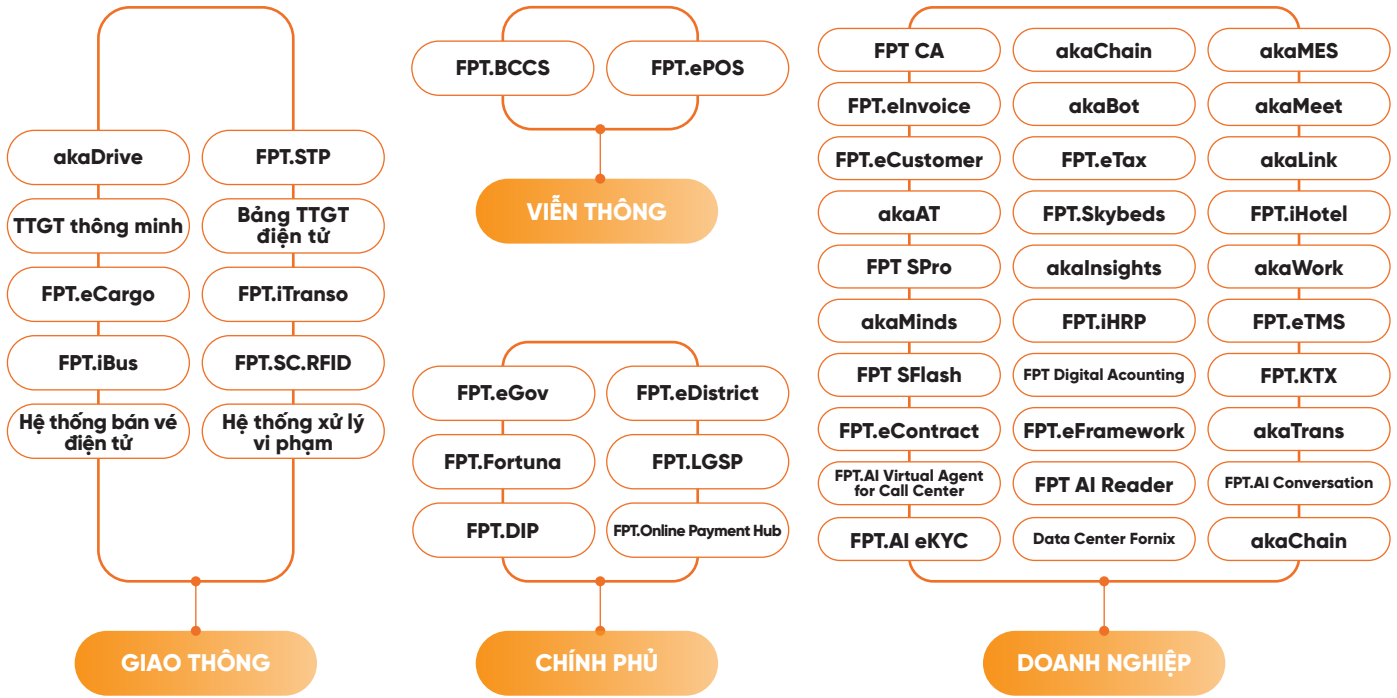 akaDrive
FPT.STP
TTGT thông minh
Bảng TTGT
điện tử
FPT.eCargo
FPT.iTranso
FPT.iBus
FPT.SC.RFID
Hệ thống bán vé
điện tử
Hệ thống xử lý
vi phạm
GIAO THÔNG
FPT.BCCS
FPT.ePOS
VIỄN THÔNG
FPT.eGov
FPT.eDistrict
FPT.Fortuna
FPT.LGSP
FPT.DIP
FPT.Online Payment Hub
CHÍNH PHỦ
FPT CA
akaChain
akaMES
FPT.eInvoice
akaBot
akaMeet
FPT.eCustomer
FPT.eTax
akaLink
akaAT
FPT.Skybeds
FPT.iHotel
FPT SPro
akaInsights
akaWork
akaMinds
FPT.iHRP
FPT.eTMS
FPT SFlash
FPT Digital Acounting
FPT.KTX
FPT.eContract
FPT.eFramework
akaTrans
FPT.AI Virtual Agent
for Call Center
FPT AI Reader
FPT.AI Conversation
FPT.AI eKYC
Data Center Fornix
akaChain
DOANH NGHIỆP